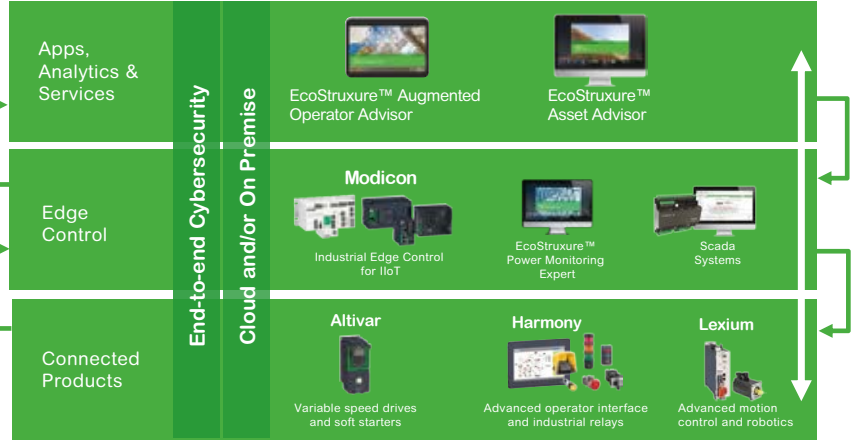 Apps,
Analytics &
Services
End-to-end Cybersecurity
Cloud and/or On Premise
EcoStruxure™ Augmented
Operator Advisor
EcoStruxure™
Asset Advisor
Edge
Control
Modicon
Industrial Edge Control
for IIoT
EcoStruxure™
Power Monitoring
Expert
Scada
Systems
Connected
Products
Altivar
Variable speed drives
and soft starters
Harmony
Advanced operator interface
and industrial relays
Lexium
Advanced motion
control and robotics